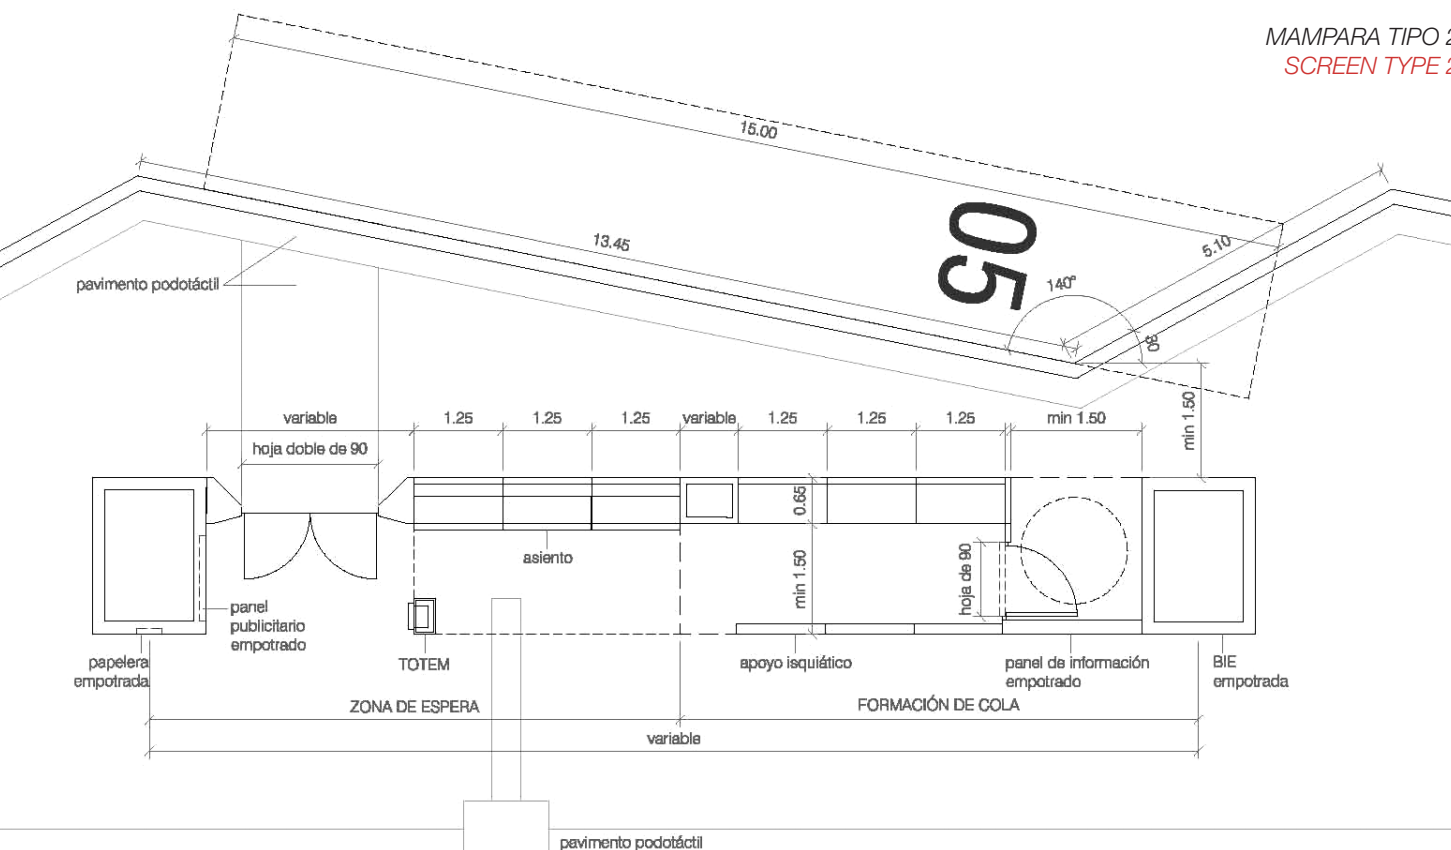 MAMPARA TIPO 2
SCREEN TYPE 2
15.00
13.45
05
5.10
140°
30
pavimento podotáctil
variable
1.25
1.25
1.25
variable
1.25
1.25
1.25
min 1.50
min 1.50
hoja doble de 90
0.65
asiento
min 1.50
hoja de 90
panel
publicitario
empotrado
papelera
empotrada
TOTEM
apoyo isquiático
panel de información
empotrado
BIE
empotrada
ZONA DE ESPERA
FORMACIÓN DE COLA
variable
pavimento podotáctil